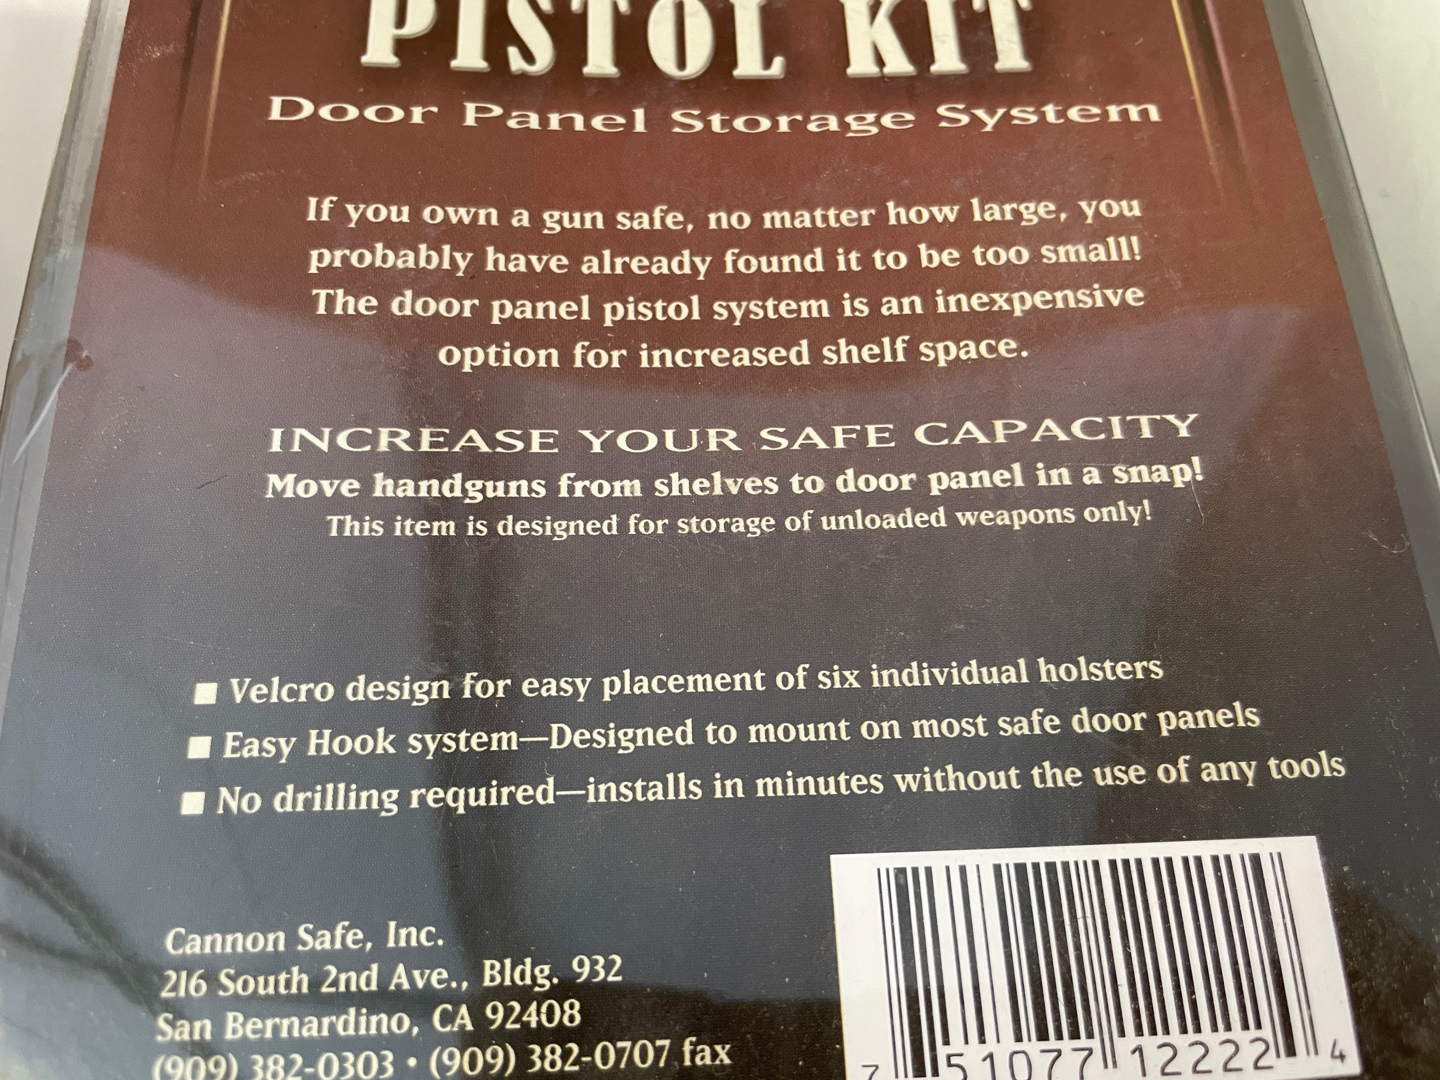 PISTOL KIT
Door Panel Storage System
If you own a gun safe, no matter how large, you
probably have already found it to be too small!
The door panel pistol system is an inexpensive
option for increased shelf space.
INCREASE YOUR SAFE CAPACITY
Move handguns from shelves to door panel in a snap!
This item is designed for storage of unloaded weapons only!
■ Velcro design for easy placement of six individual holsters
■ Easy Hook system—Designed to mount on most safe door panels
■ No drilling required—installs in minutes without the use of any tools
Cannon Safe, Inc.
216 South 2nd Ave., Bldg. 932
San Bernardino, CA 92408
(909) 382-0303 • (909) 382-0707 fax
7 51077 12222 4